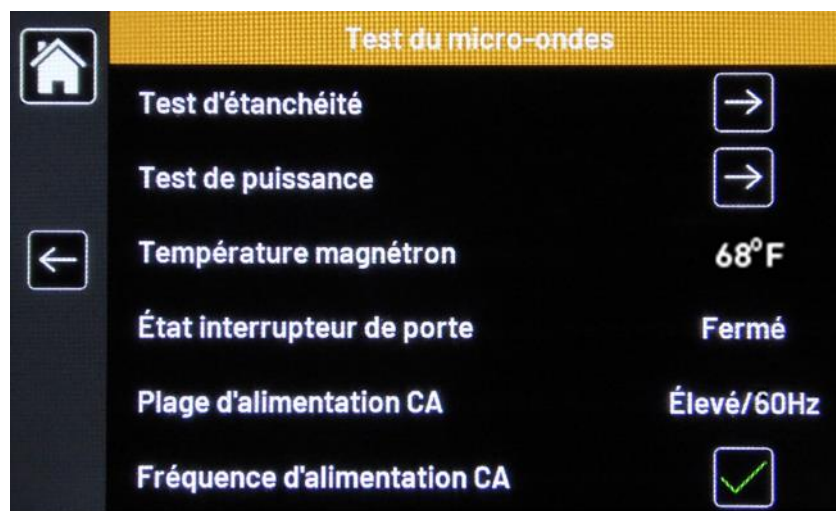 Test du micro-ondes
Test d'étanchéité
Test de puissance
Température magnétron
68°F
État interrupteur de porte
Fermé
Plage d'alimentation CA
Élevé/60Hz
Fréquence d'alimentation CA